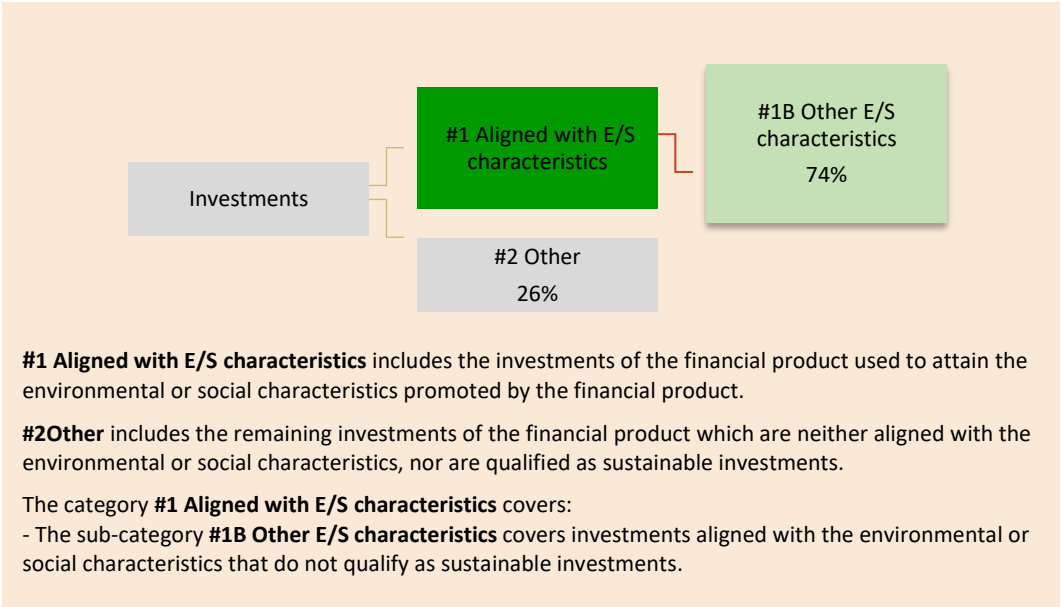 Investments
#1 Aligned with E/S
characteristics
#1B Other E/S
characteristics
74%
#2 Other
26%
#1 Aligned with E/S characteristics includes the investments of the financial product used to attain the
environmental or social characteristics promoted by the financial product.
#2Other includes the remaining investments of the financial product which are neither aligned with the
environmental or social characteristics, nor are qualified as sustainable investments.
The category #1 Aligned with E/S characteristics covers:
- The sub-category #1B Other E/S characteristics covers investments aligned with the environmental or
social characteristics that do not qualify as sustainable investments.